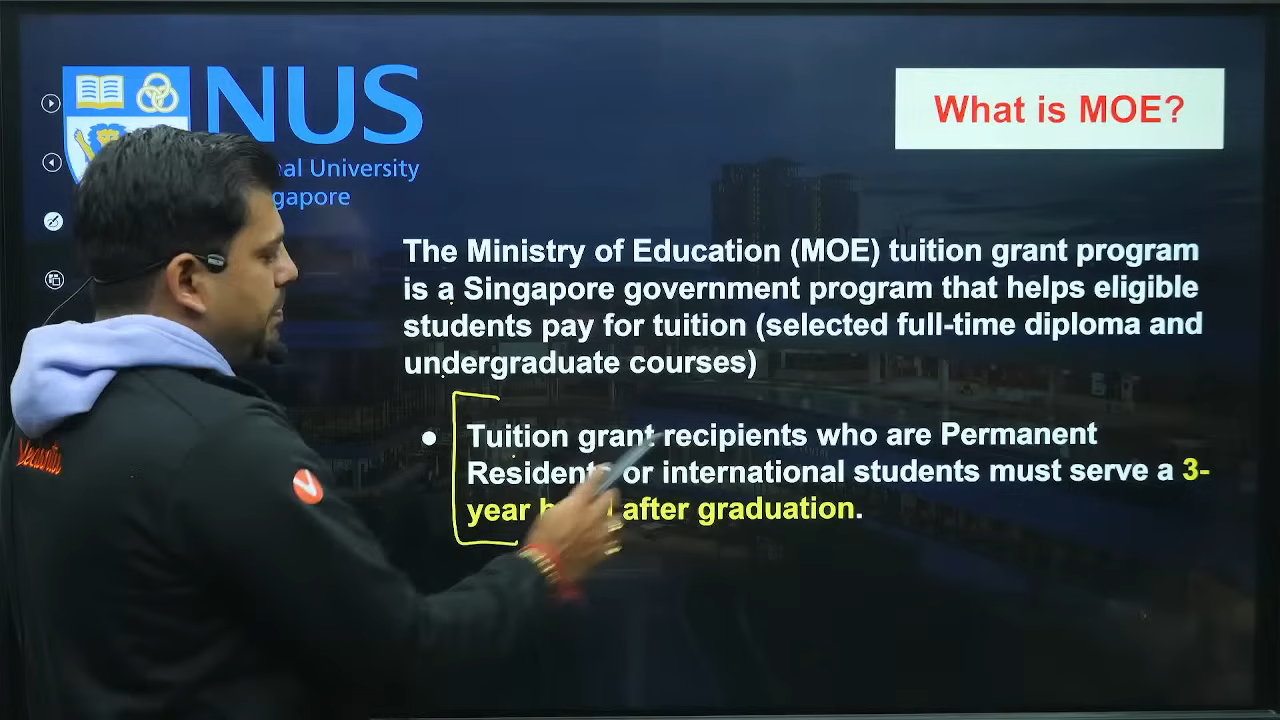 NUS
University
What is MOE?
The Ministry of Education (MOE) tuition grant program
is a Singapore government program that helps eligible
students pay for tuition (selected full-time diploma and
undergraduate courses)
• Tuition grant recipients who are Permanent
Residents or international students must serve a 3-
year after graduation.
Vedantu